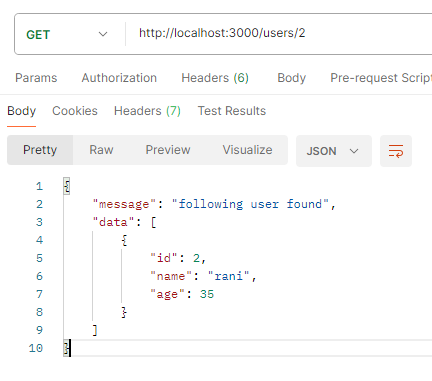 GET http://localhost:3000/users/2
Params Authorization Headers (6) Body Pre-request Script
Body Cookies Headers (7) Test Results
Pretty Raw Preview Visualize JSON
1 {
2 "message": "following user found",
3 "data": [
4 {
5 "id": 2,
6 "name": "rani",
7 "age": 35
8 }
9 ]
10 }